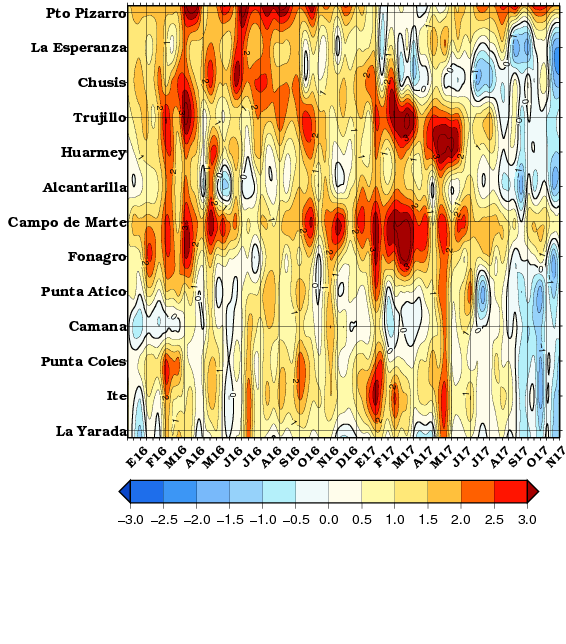 Pto Pizarro
La Esperanza
Chusis
Trujillo
Huarmey
Alcantarilla
Campo de Marte
Fonagro
Punta Atico
Camana
Punta Coles
Ite
La Yarada
E16 F16 M16 A16 M16 J16 J16 A16 S16 O16 N16 D16 E17 F17 M17 A17 M17 J17 J17 A17 S17 O17 N17
−3.0 −2.5 −2.0 −1.5 −1.0 −0.5 0.0 0.5 1.0 1.5 2.0 2.5 3.0